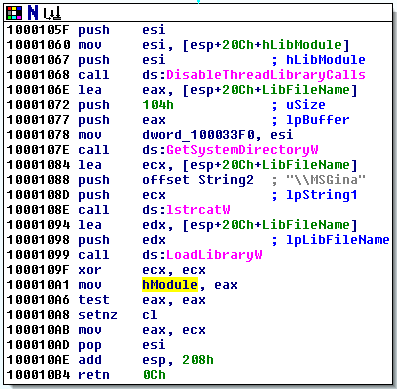 N
1000105F push    esi
10001060 mov     esi, [esp+20Ch+hLibModule]
10001067 push    esi             ; hLibModule
10001068 call    ds:DisableThreadLibraryCalls
1000106E lea     eax, [esp+20Ch+LibFileName]
10001072 push    104h            ; uSize
10001077 push    eax             ; lpBuffer
10001078 mov     dword_100033F0, esi
1000107E call    ds:GetSystemDirectoryW
10001084 lea     ecx, [esp+20Ch+LibFileName]
10001088 push    offset String2  ; "\\MSGina"
1000108D push    ecx             ; lpString1
1000108E call    ds:lstrcatW
10001094 lea     edx, [esp+20Ch+LibFileName]
10001098 push    edx             ; lpLibFileName
10001099 call    ds:LoadLibraryW
1000109F xor     ecx, ecx
100010A1 mov     hModule, eax
100010A6 test    eax, eax
100010A8 setnz   cl
100010AB mov     eax, ecx
100010AD pop     esi
100010AE add     esp, 208h
100010B4 retn    0Ch